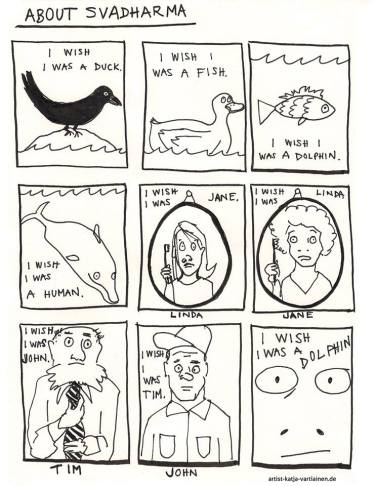 ABOUT SVADHARMA
I WISH
I WAS A DUCK.
I WISH I
WAS A FISH.
I WISH I
WAS A DOLPHIN.
I WISH
I WAS
A HUMAN.
I WISH
I WAS JANE.
LINDA
I WISH
I WAS LINDA
JANE
I WISH
I WAS
JOHN.
TIM
I WISH
I
WAS
TIM.
JOHN
I WISH
I WAS A DOLPHIN
artist-katja-vartiainen.de